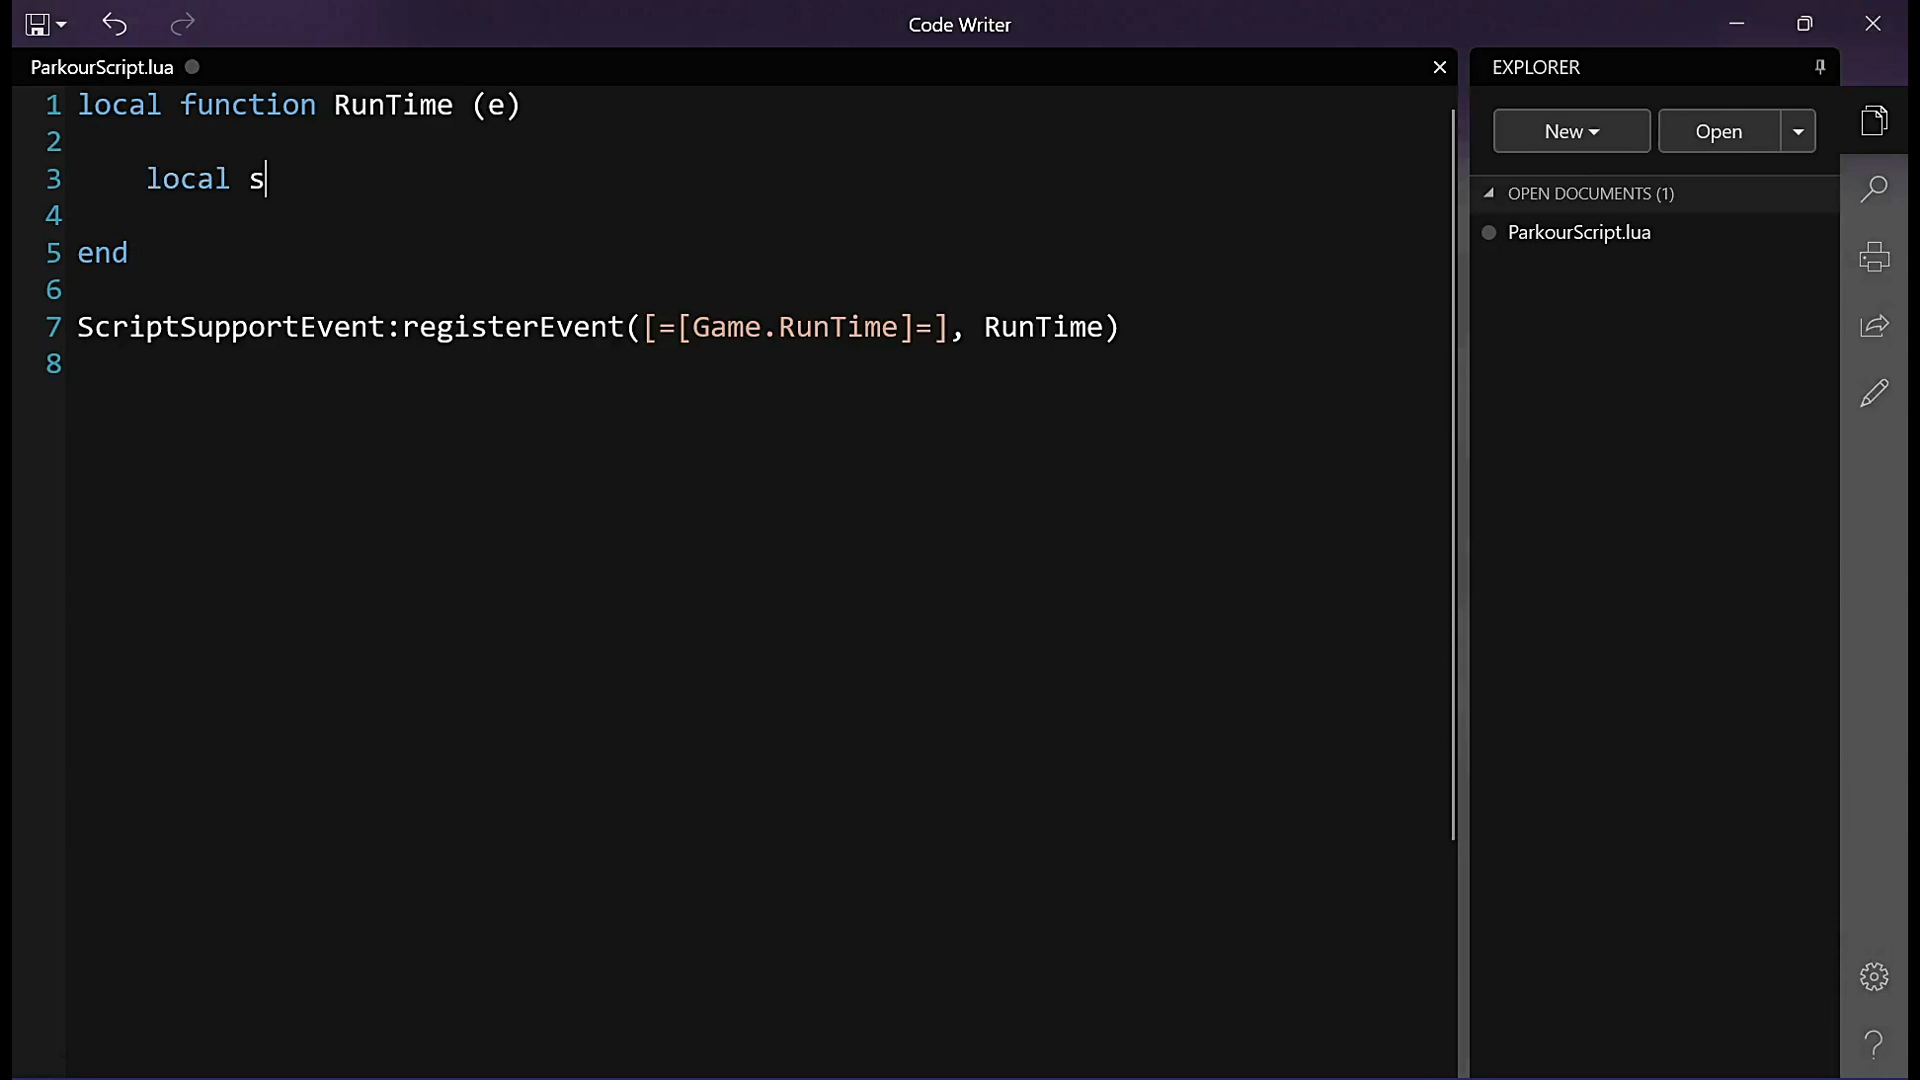 Code Writer
ParkourScript.lua
1 local function RunTime (e)
2
3 local s
4
5 end
6
7 ScriptSupportEvent:registerEvent([=[Game.RunTime]=], RunTime)
8
EXPLORER
New
Open
OPEN DOCUMENTS (1)
ParkourScript.lua